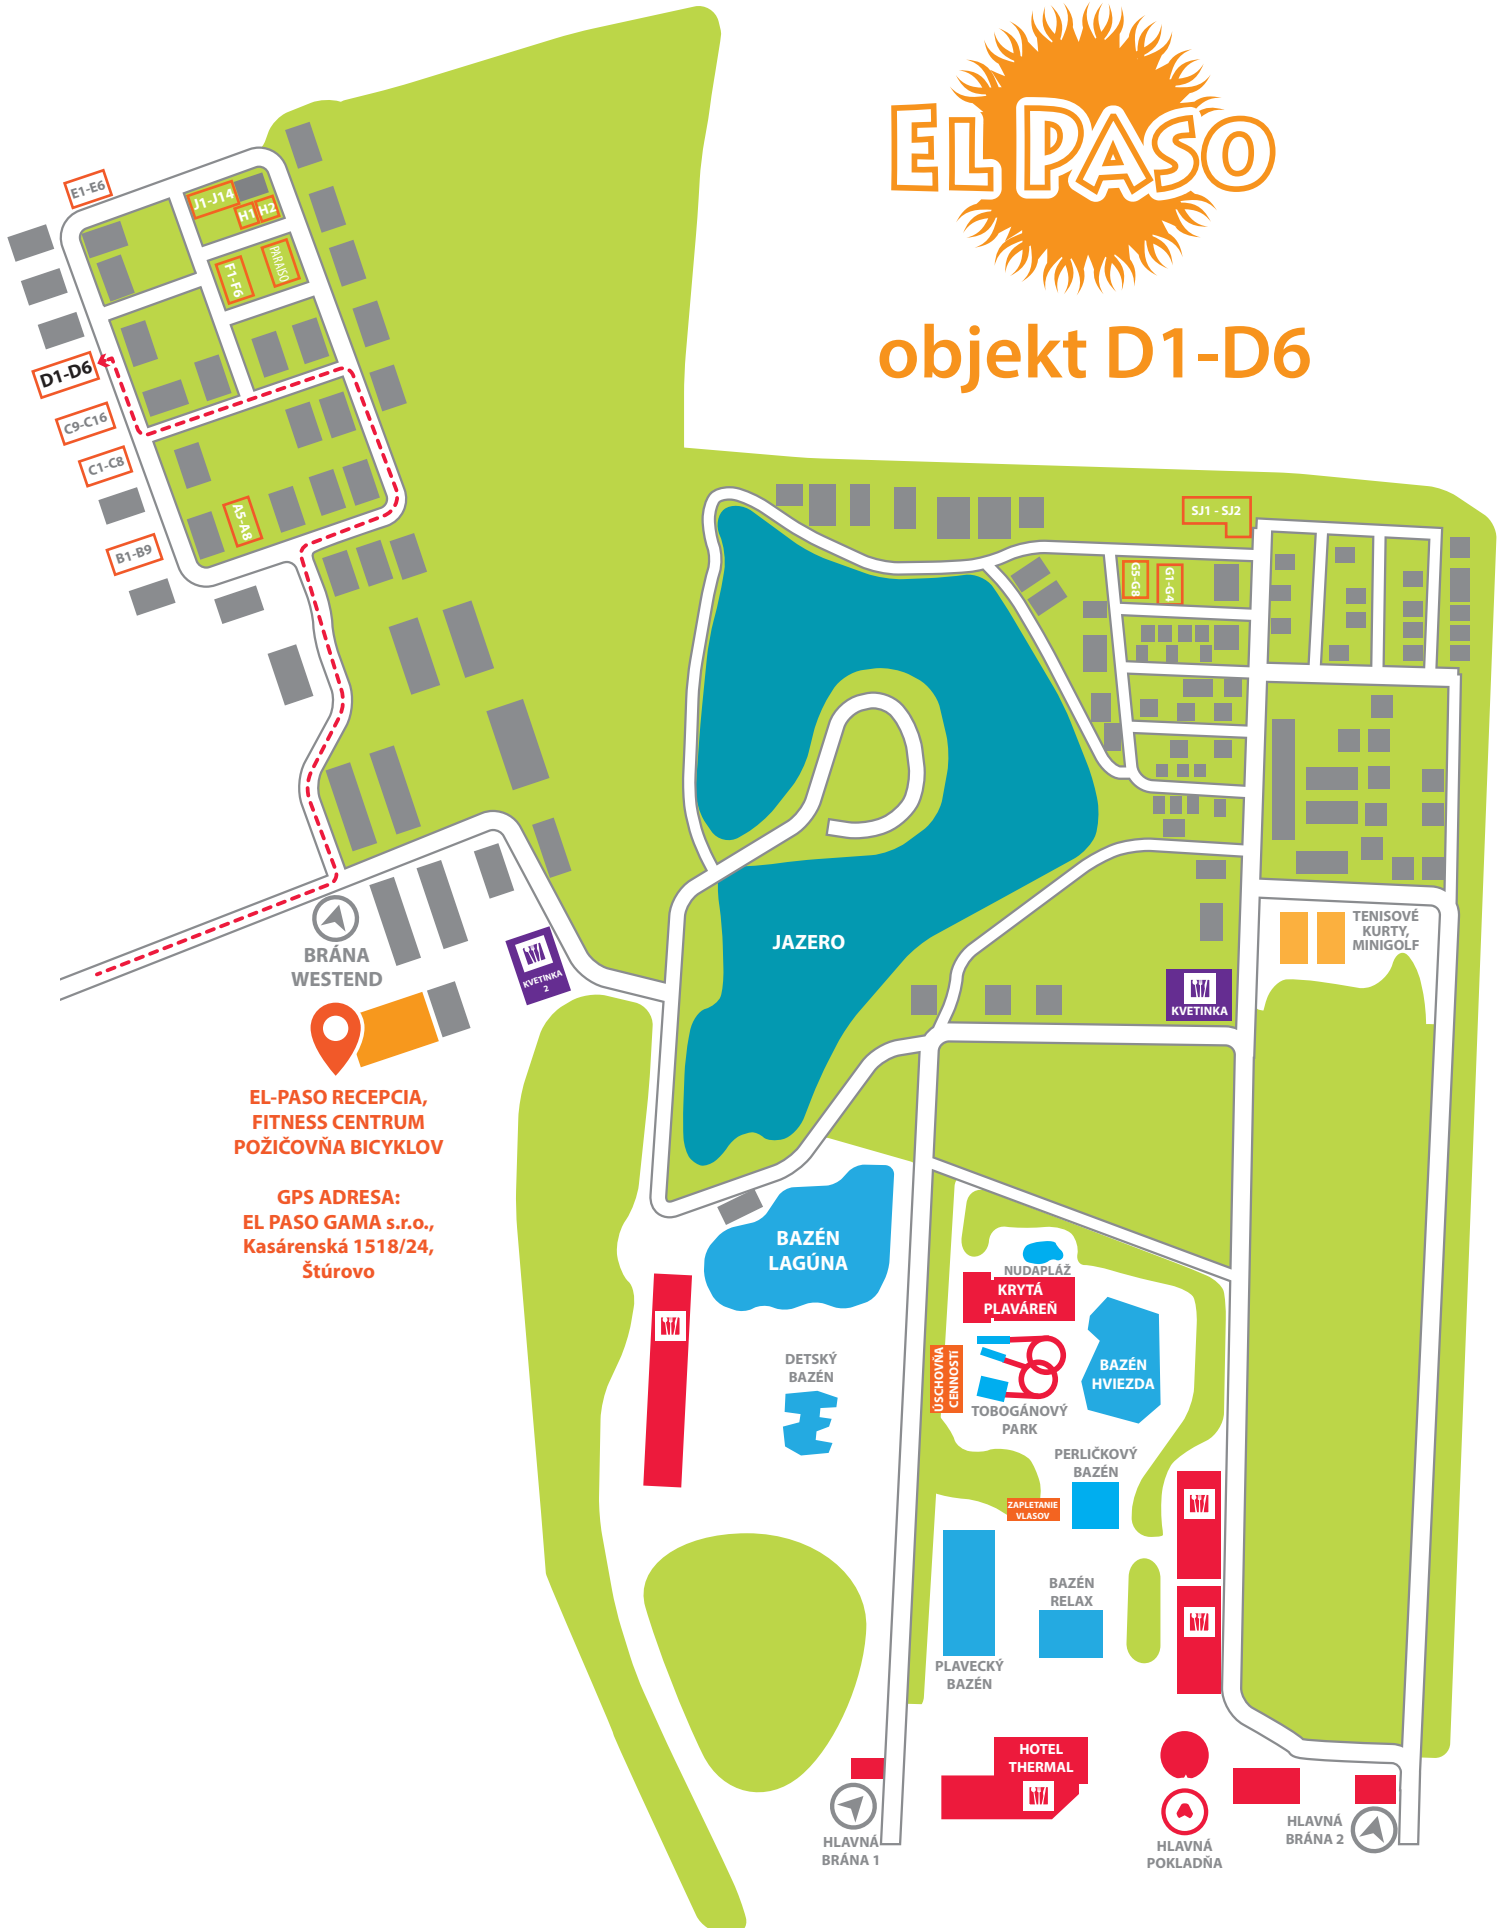 EL PASO
objekt D1-D6
E1-E6
J1-J14
H1
H2
F1-F6
PARAISO
D1-D6
C9-C16
C1-C8
A5-A8
B1-B9
SJ1 - SJ2
G5-G8
G1-G4
BRÁNA
WESTEND
KVETINKA
2
JAZERO
TENISOVÉ
KURTY,
MINIGOLF
KVETINKA
EL-PASO RECEPCIA,
FITNESS CENTRUM
POŽIČOVŇA BICYKLOV
GPS ADRESA:
EL PASO GAMA s.r.o.,
Kasárenská 1518/24,
Štúrovo
BAZÉN
LAGÚNA
NUDAPLÁŽ
KRYTÁ
PLAVÁREŇ
DETSKÝ
BAZÉN
ÚSCHOVŇA
CENNOSTí
BAZÉN
HVIEZDA
TOBOGÁNOVÝ
PARK
PERLIČKOVÝ
BAZÉN
ZAPLETANIE
VLASOV
BAZÉN
RELAX
PLAVECKÝ
BAZÉN
HOTEL
THERMAL
HLAVNÁ
BRÁNA 1
HLAVNÁ
POKLADŇA
HLAVNÁ
BRÁNA 2